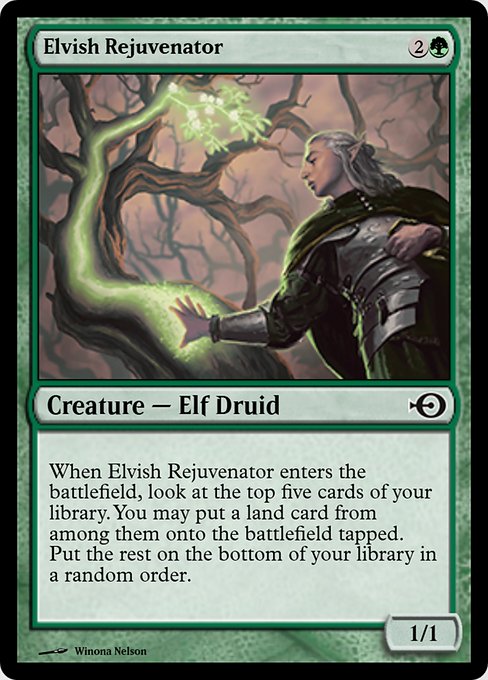 Elvish Rejuvenator 2
Creature — Elf Druid
When Elvish Rejuvenator enters the
battlefield, look at the top five cards of your
library. You may put a land card from
among them onto the battlefield tapped.
Put the rest on the bottom of your library in
a random order.
1/1
Winona Nelson